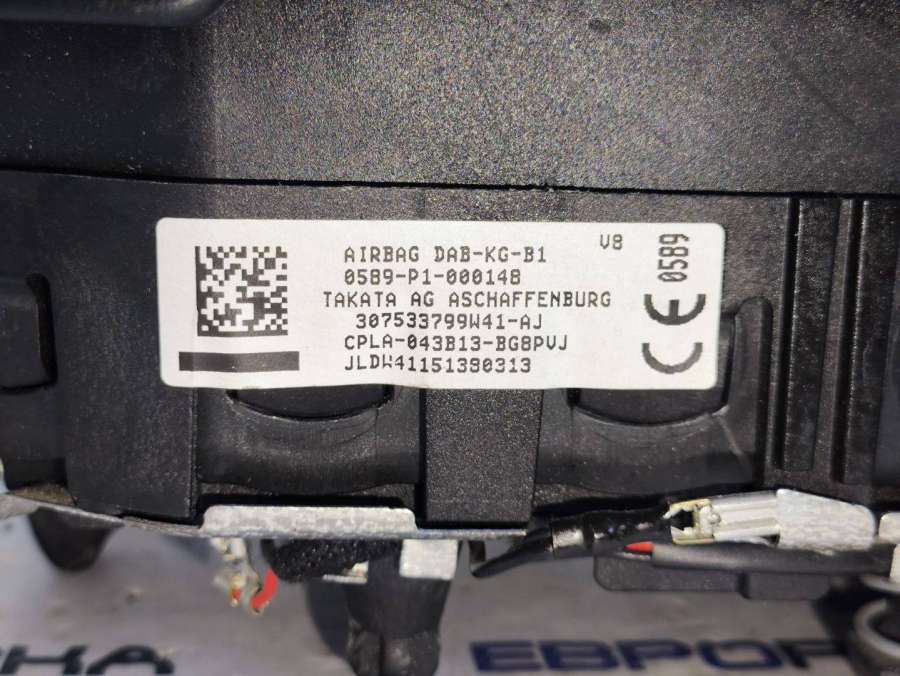 AIRBAG DAB-KG-B1
V8
0589-P1-000148
TAKATA AG ASCHAFFENBURG
307533799W41-AJ
CPLA-043B13-BG8PVJ
JLDW41151390313
CE 0589
ЕВРОР